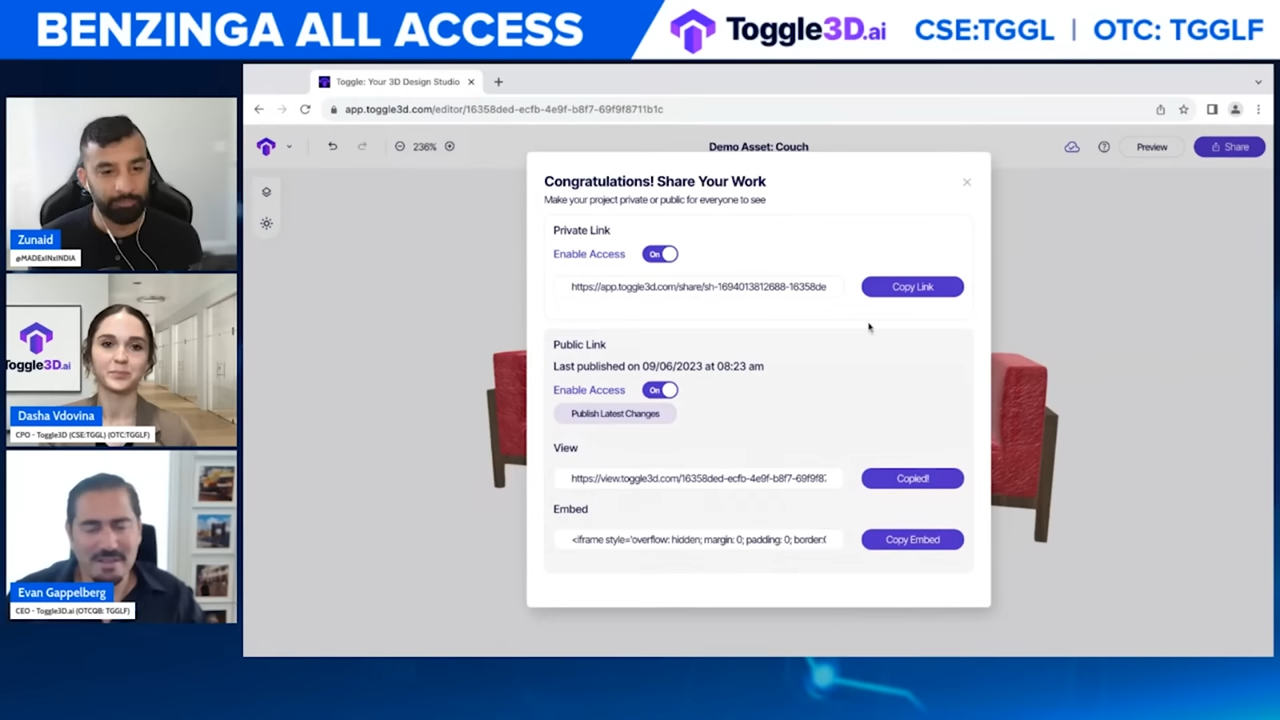 BENZINGA ALL ACCESS
Toggle3D.ai
CSE:TGGL | OTC: TGGLF
Zunaid
@MADExINxINDIA
Toggle3D.ai
Dasha Vdovina
CPO - Toggle3D (CSE:TGGL) (OTC:TGGLF)
Evan Gappelberg
CEO - Toggle3D.ai (OTCQB: TGGLF)
Toggle: Your 3D Design Studio
app.toggle3d.com/editor/16358ded-ecfb-4e9f-b8f7-69f9f8711b1c
236%
Demo Asset: Couch
Preview
Share
Congratulations! Share Your Work
Make your project private or public for everyone to see
Private Link
Enable Access On
https://app.toggle3d.com/share/sh-1694013812688-16358de
Copy Link
Public Link
Last published on 09/06/2023 at 08:23 am
Enable Access On
Publish Latest Changes
View
https://view.toggle3d.com/16358ded-ecfb-4e9f-b8f7-69f9f87
Copied!
Embed
<iframe style='overflow: hidden; margin: 0; padding: 0; border:(
Copy Embed